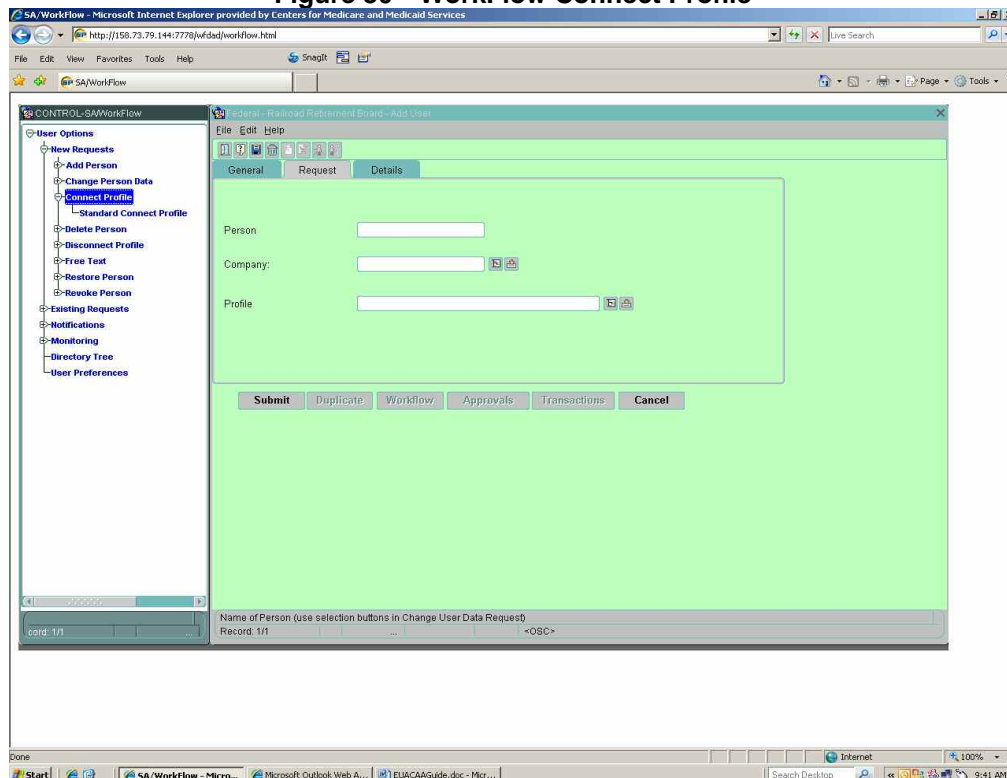 Figure 30 - WorkFlow Connect Profile
SA/WorkFlow - Microsoft Internet Explorer provided by Centers for Medicare and Medicaid Services
http://158.73.79.144:7778/wfdad/workflow.html
Live Search
File Edit View Favorites Tools Help
SnagIt
SA/WorkFlow
Page
Tools
CONTROL-SA/WorkFlow
User Options
New Requests
Add Person
Change Person Data
Connect Profile
Standard Connect Profile
Delete Person
Disconnect Profile
Free Text
Restore Person
Revoke Person
Existing Requests
Notifications
Monitoring
Directory Tree
User Preferences
cord: 1/1 ...
Federal - Railroad Retirement Board - Add User
File Edit Help
General Request Details
Person
Company:
Profile
Submit Duplicate Workflow Approvals Transactions Cancel
Name of Person (use selection buttons in Change User Data Request)
Record: 1/1 ... <OSC>
Done
Internet
100%
Start
SA/WorkFlow - Micro...
Microsoft Outlook Web A...
EUACAAGuide.doc - Micr...
Search Desktop
9:41 AM